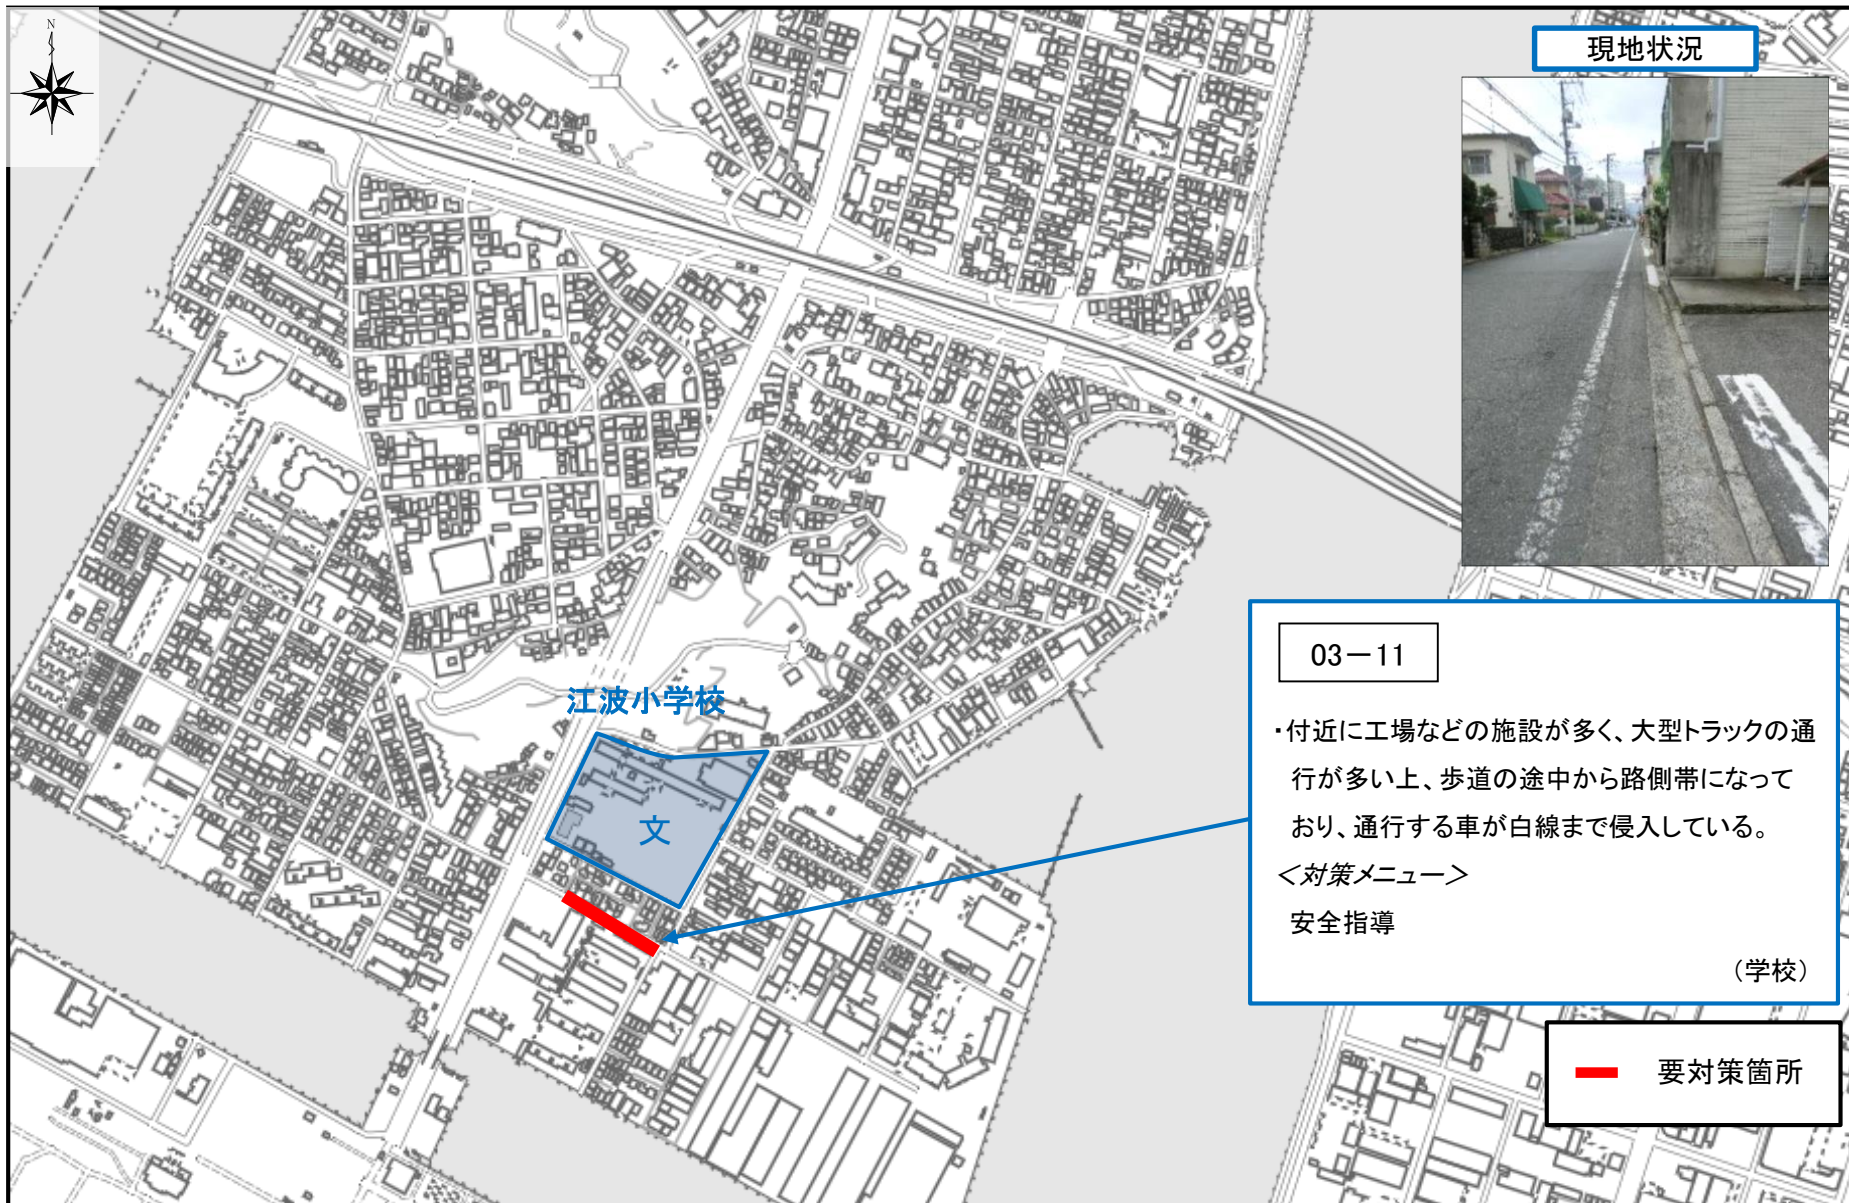 N
現地状況
江波小学校
文
03－11
・付近に工場などの施設が多く、大型トラックの通
行が多い上、歩道の途中から路側帯になって
おり、通行する車が白線まで侵入している。
＜対策メニュー＞
安全指導
（学校）
要対策箇所